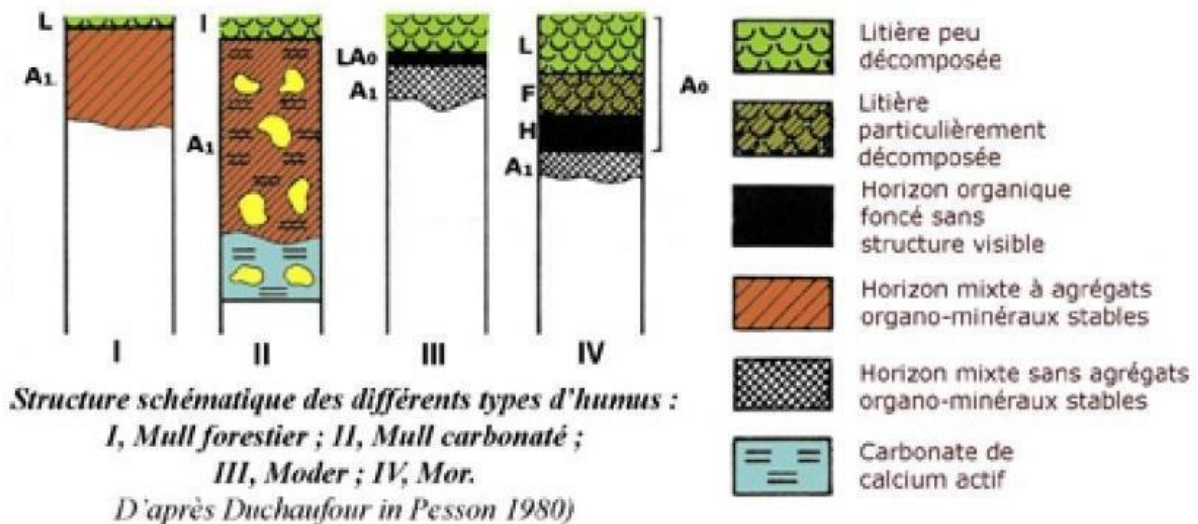 L
A1.
I
I
A1
II
LA0
A1
III
L
F
H
A1
A0
IV
Litière peu
décomposée
Litière
particulièrement
décomposée
Horizon organique
foncé sans
structure visible
Horizon mixte à agrégats
organo-minéraux stables
Horizon mixte sans agrégats
organo-minéraux stables
Carbonate de
calcium actif
Structure schématique des différents types d'humus :
I, Mull forestier ; II, Mull carbonaté ;
III, Moder ; IV, Mor.
D'après Duchaufour in Pesson 1980)